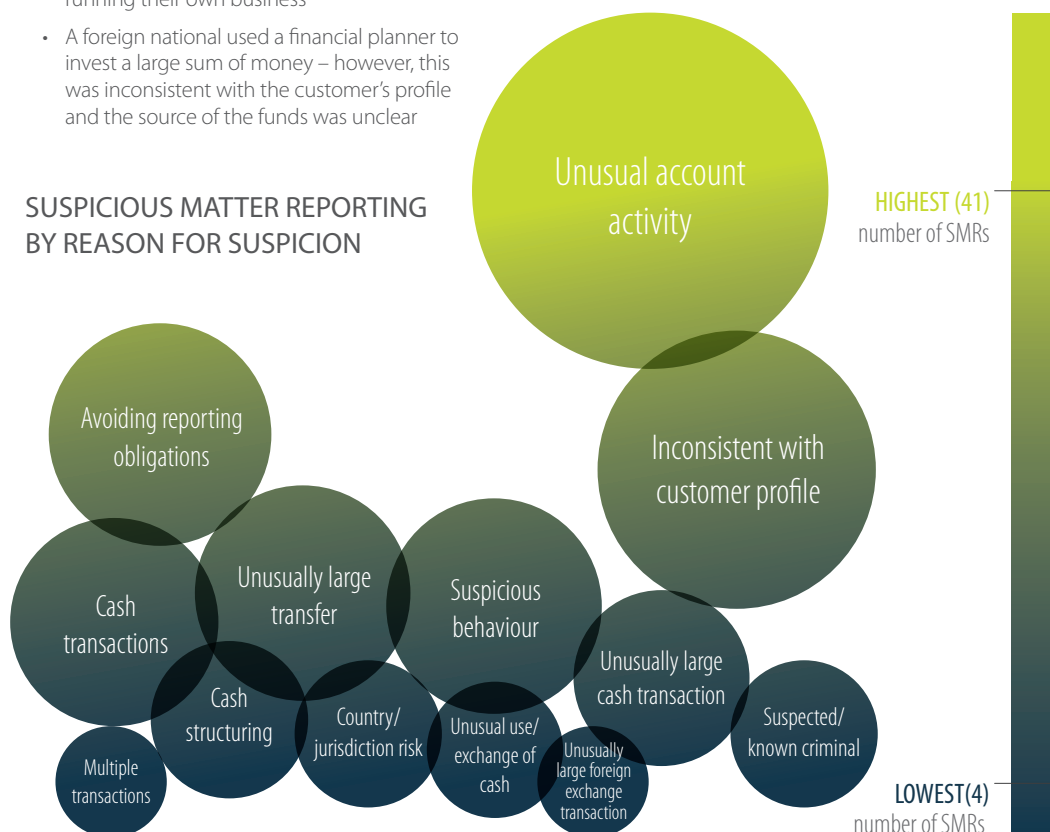 running their own business
• A foreign national used a financial planner to
invest a large sum of money – however, this
was inconsistent with the customer's profile
and the source of the funds was unclear
SUSPICIOUS MATTER REPORTING
BY REASON FOR SUSPICION
Unusual account
activity
HIGHEST (41)
number of SMRs
Avoiding reporting
obligations
Inconsistent with
customer profile
Cash
transactions
Unusually large
transfer
Suspicious
behaviour
Unusually large
cash transaction
Cash
structuring
Country/
jurisdiction risk
Unusual use/
exchange of
cash
Unusually
large foreign
exchange
transaction
Suspected/
known criminal
Multiple
transactions
LOWEST(4)
number of SMRs